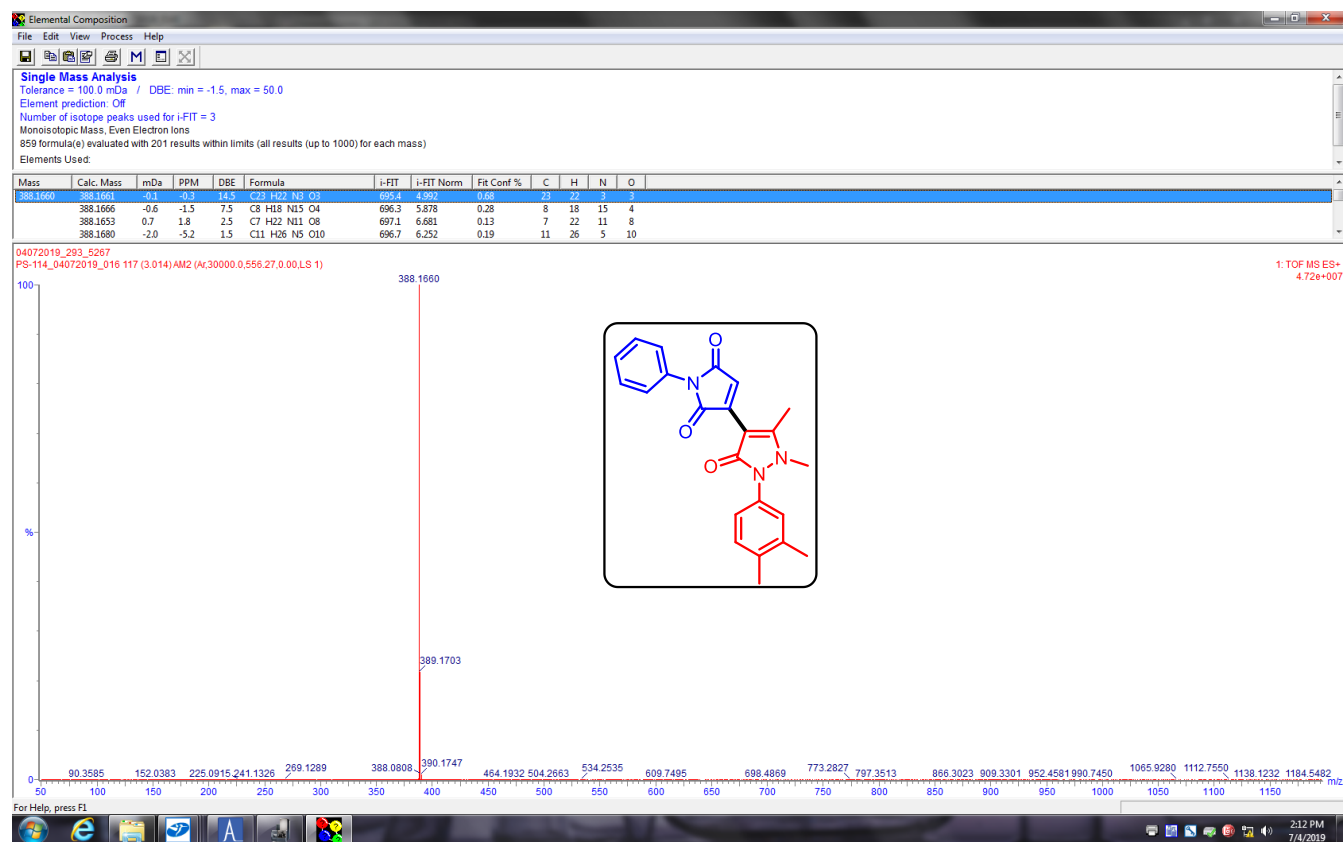 Elemental Composition
File Edit View Process Help
Single Mass Analysis
Tolerance = 100.0 mDa / DBE: min = -1.5, max = 50.0
Element prediction: Off
Number of isotope peaks used for i-FIT = 3
Monoisotopic Mass, Even Electron Ions
859 formula(e) evaluated with 201 results within limits (all results (up to 1000) for each mass)
Elements Used:
Mass Calc. Mass mDa PPM DBE Formula i-FIT i-FIT Norm Fit Conf % C H N O
388.1660 388.1661 -0.1 -0.3 14.5 C23 H22 N3 O3 695.4 4.992 0.68 23 22 3 3
388.1666 -0.6 -1.5 7.5 C8 H18 N15 O4 696.3 5.878 0.28 8 18 15 4
388.1653 0.7 1.8 2.5 C7 H22 N11 O8 697.1 6.681 0.13 7 22 11 8
388.1680 -2.0 -5.2 1.5 C11 H26 N5 O10 696.7 6.252 0.19 11 26 5 10
04072019_293_5267
PS-114_04072019_016 117 (3.014) AM2 (Ar,30000.0,556.27,0.00,LS 1)
1: TOF MS ES+
4.72e+007
388.1660
100
O
N
O
O
N
N
%
389.1703
390.1747
388.0808
90.3585 152.0383 225.0915 241.1326 269.1289 464.1932 504.2663 534.2535 609.7495 698.4869 773.2827 797.3513 866.3023 909.3301 952.4581 990.7450 1065.9280 1112.7550 1138.1232 1184.5482
0
m/z
50 100 150 200 250 300 350 400 450 500 550 600 650 700 750 800 850 900 950 1000 1050 1100 1150
For Help, press F1
2:12 PM
7/4/2019